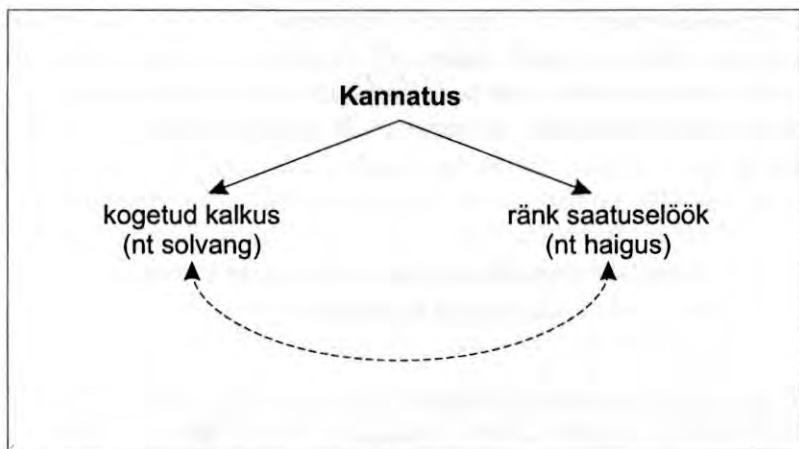 Kannatus
kogetud kalkus
(nt solvang)
ränk saatuselöök
(nt haigus)